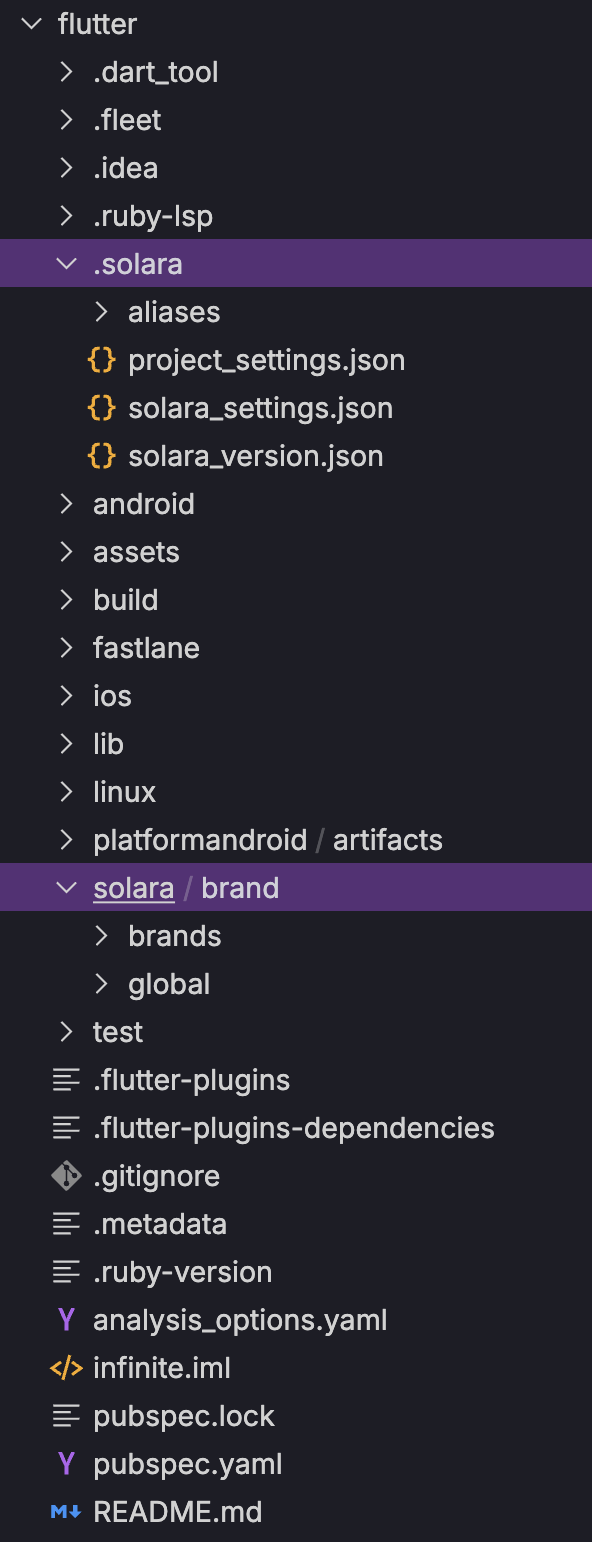 flutter
.dart_tool
.fleet
.idea
.ruby-lsp
.solara
aliases
{} project_settings.json
{} solara_settings.json
{} solara_version.json
android
assets
build
fastlane
ios
lib
linux
platformandroid / artifacts
solara / brand
brands
global
test
.flutter-plugins
.flutter-plugins-dependencies
.gitignore
.metadata
.ruby-version
Y analysis_options.yaml
</> infinite.iml
pubspec.lock
Y pubspec.yaml
M↓ README.md